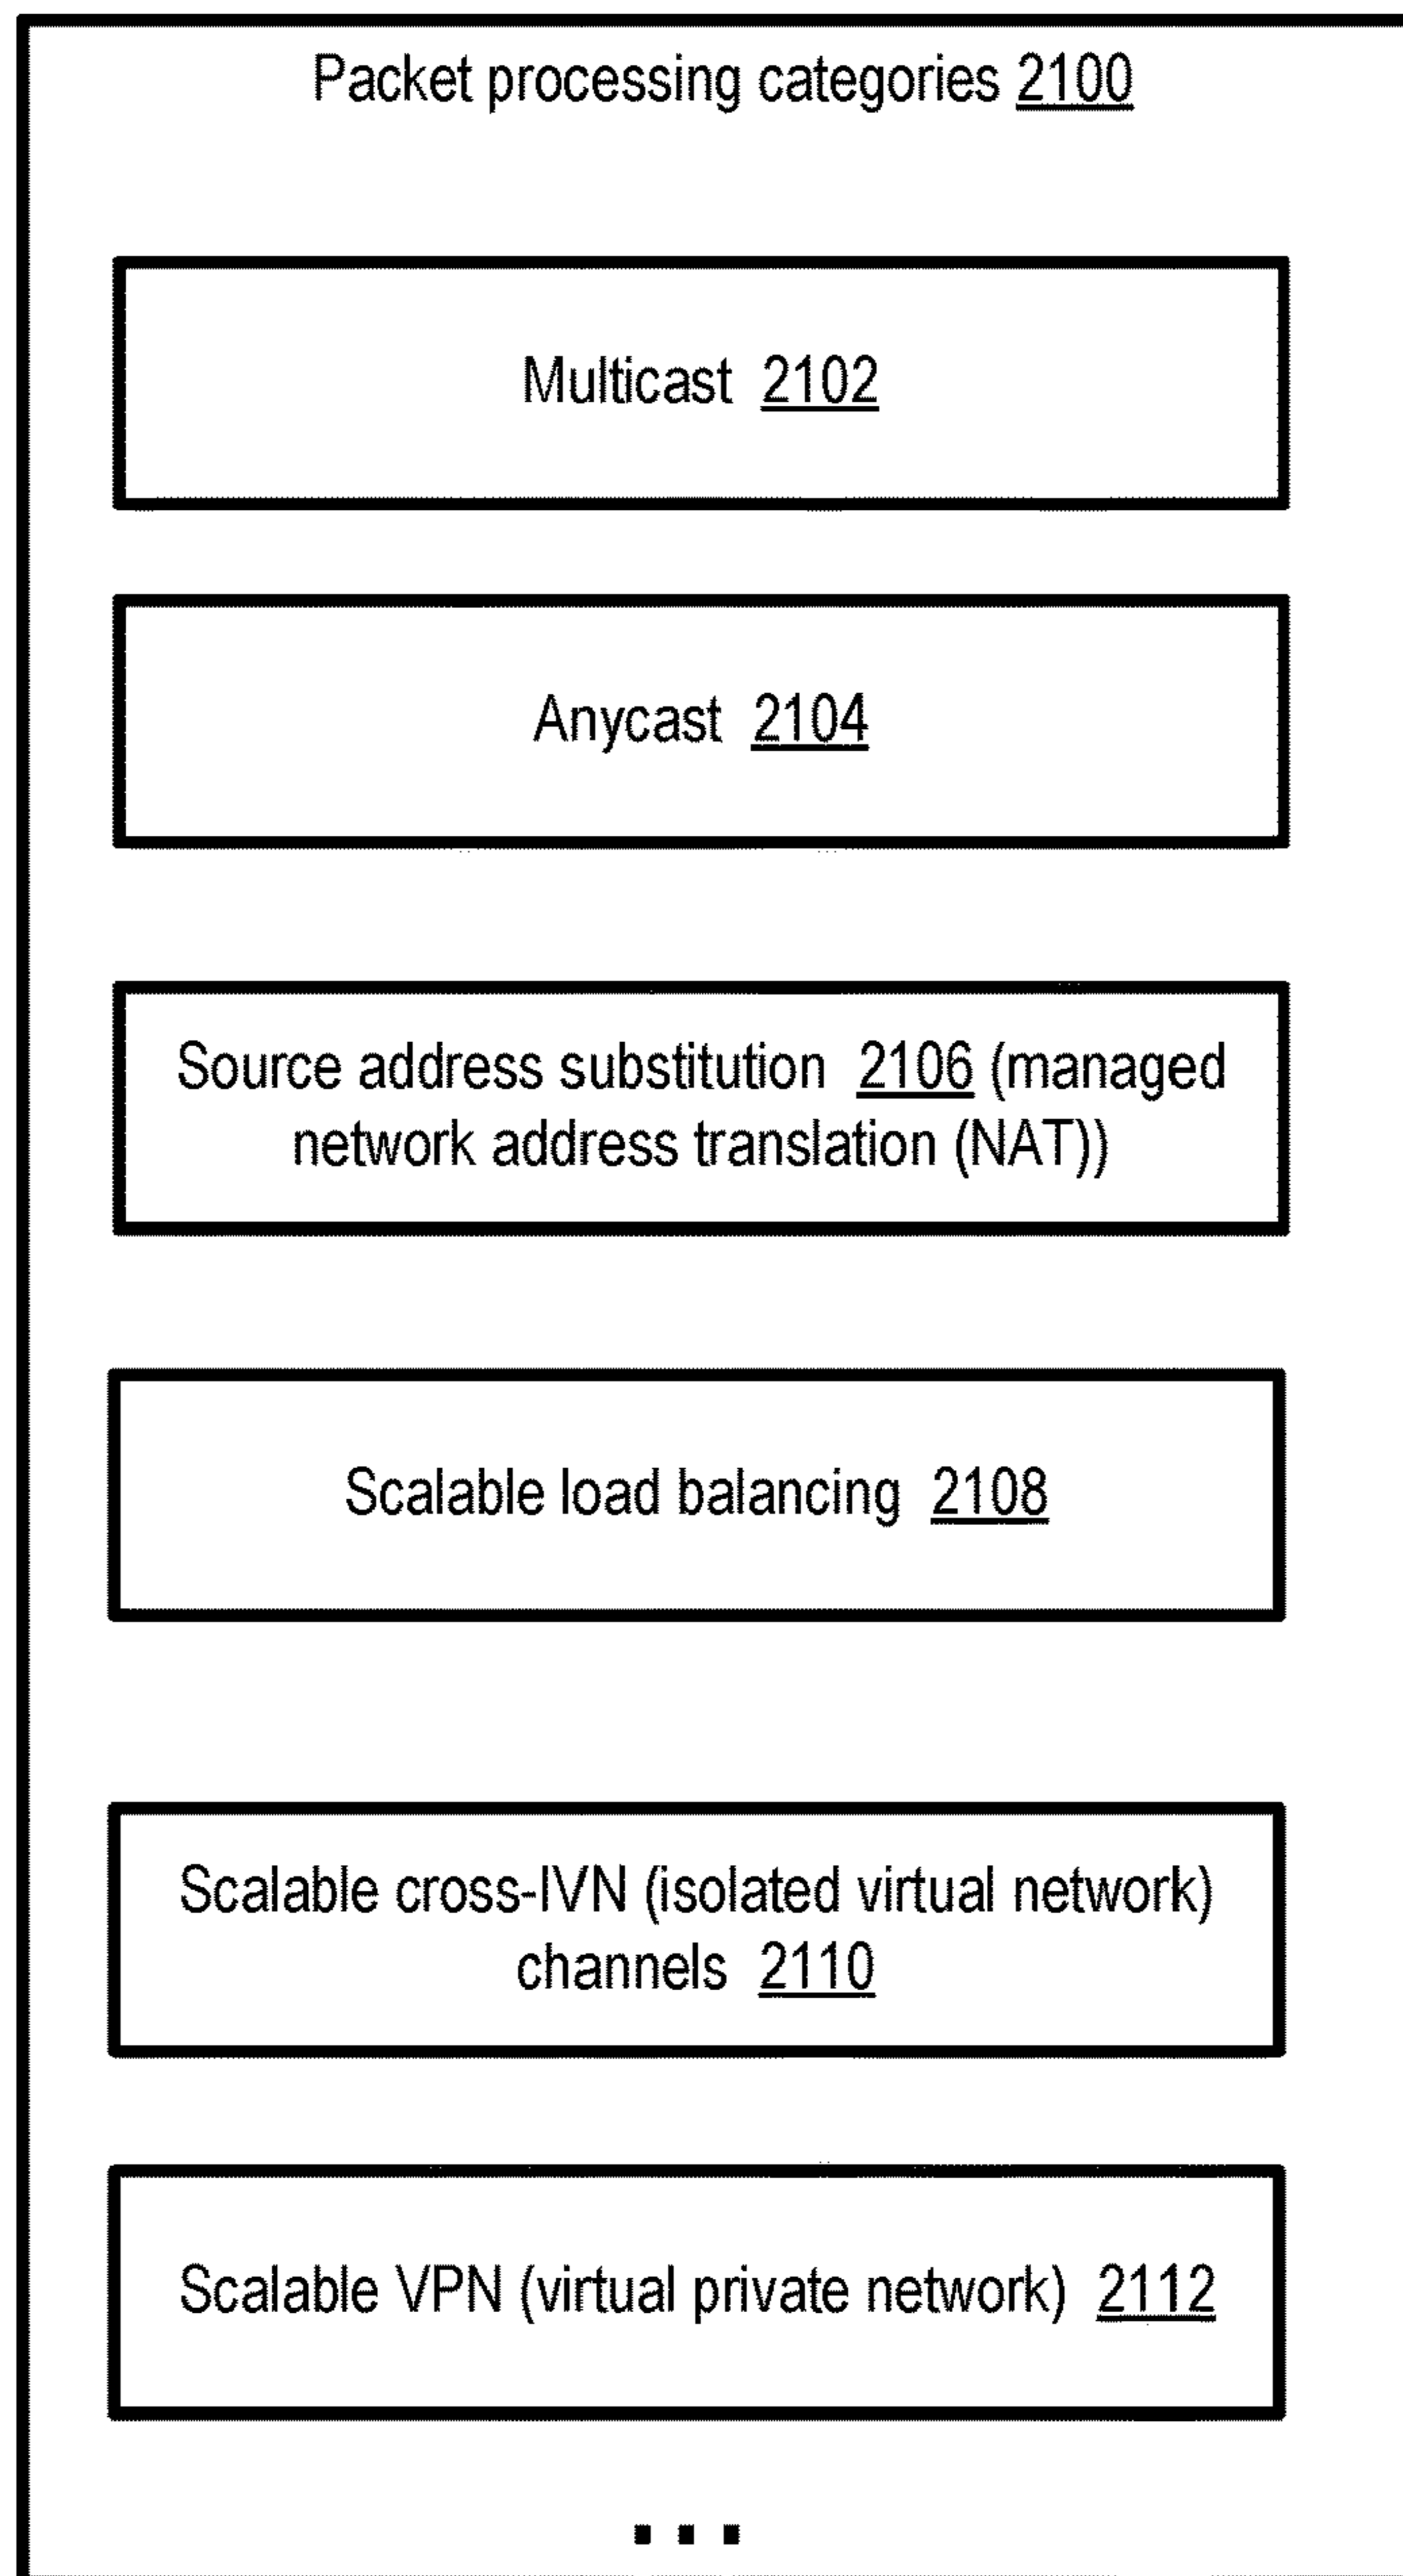 Packet processing categories 2100
Multicast 2102
Anycast 2104
Source address substitution 2106 (managed
network address translation (NAT))
Scalable load balancing 2108
Scalable cross-IVN (isolated virtual network)
channels 2110
Scalable VPN (virtual private network) 2112
...